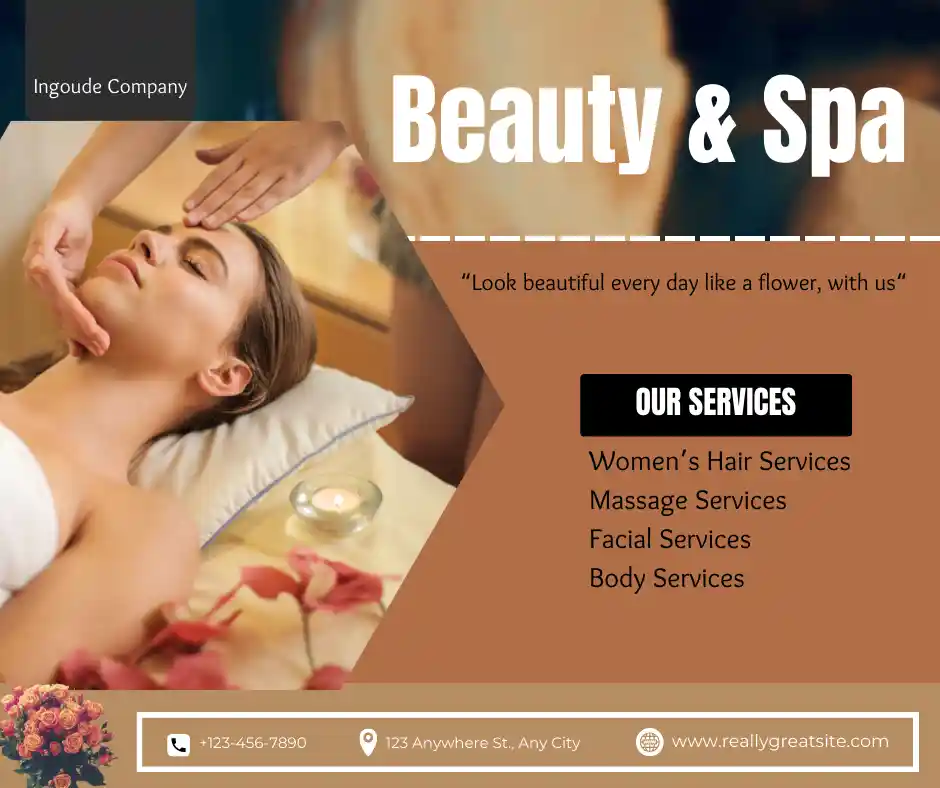 Ingoude Company
Beauty & Spa
“Look beautiful every day like a flower, with us“
OUR SERVICES
Women's Hair Services
Massage Services
Facial Services
Body Services
+123-456-7890
123 Anywhere St., Any City
www.reallygreatsite.com